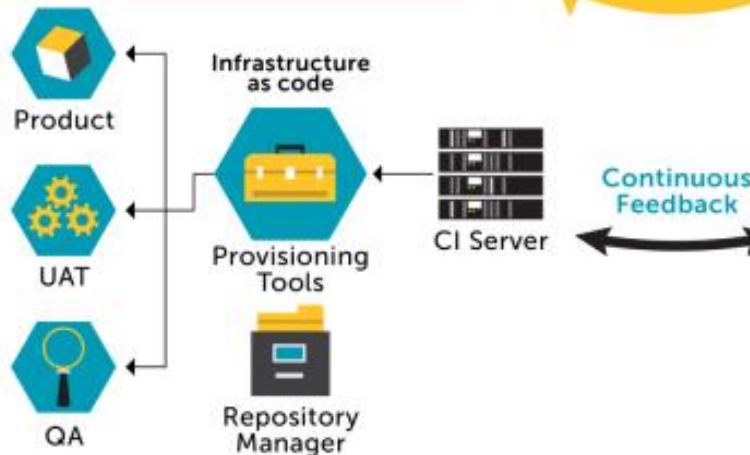 Product
Infrastructure
as code
Continuous
Feedback
CI Server
UAT
Provisioning
Tools
QA
Repository
Manager